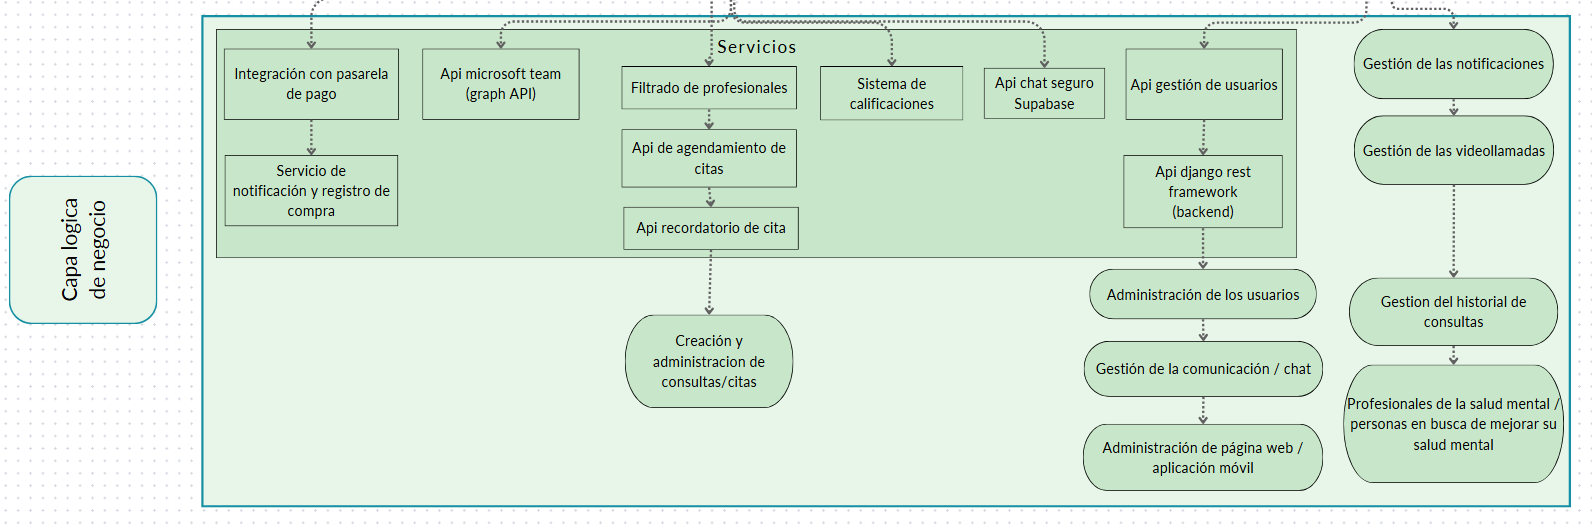 Capa logica
de negocio
Servicios
Integración con pasarela
de pago
Servicio de
notificación y registro de
compra
Api microsoft team
(graph API)
Filtrado de profesionales
Api de agendamiento de
citas
Api recordatorio de cita
Creación y
administracion de
consultas/citas
Sistema de
calificaciones
Api chat seguro
Supabase
Api gestión de usuarios
Api django rest
framework
(backend)
Administración de los usuarios
Gestión de la comunicación / chat
Administración de página web /
aplicación móvil
Gestión de las notificaciones
Gestión de las videollamadas
Gestion del historial de
consultas
Profesionales de la salud mental /
personas en busca de mejorar su
salud mental